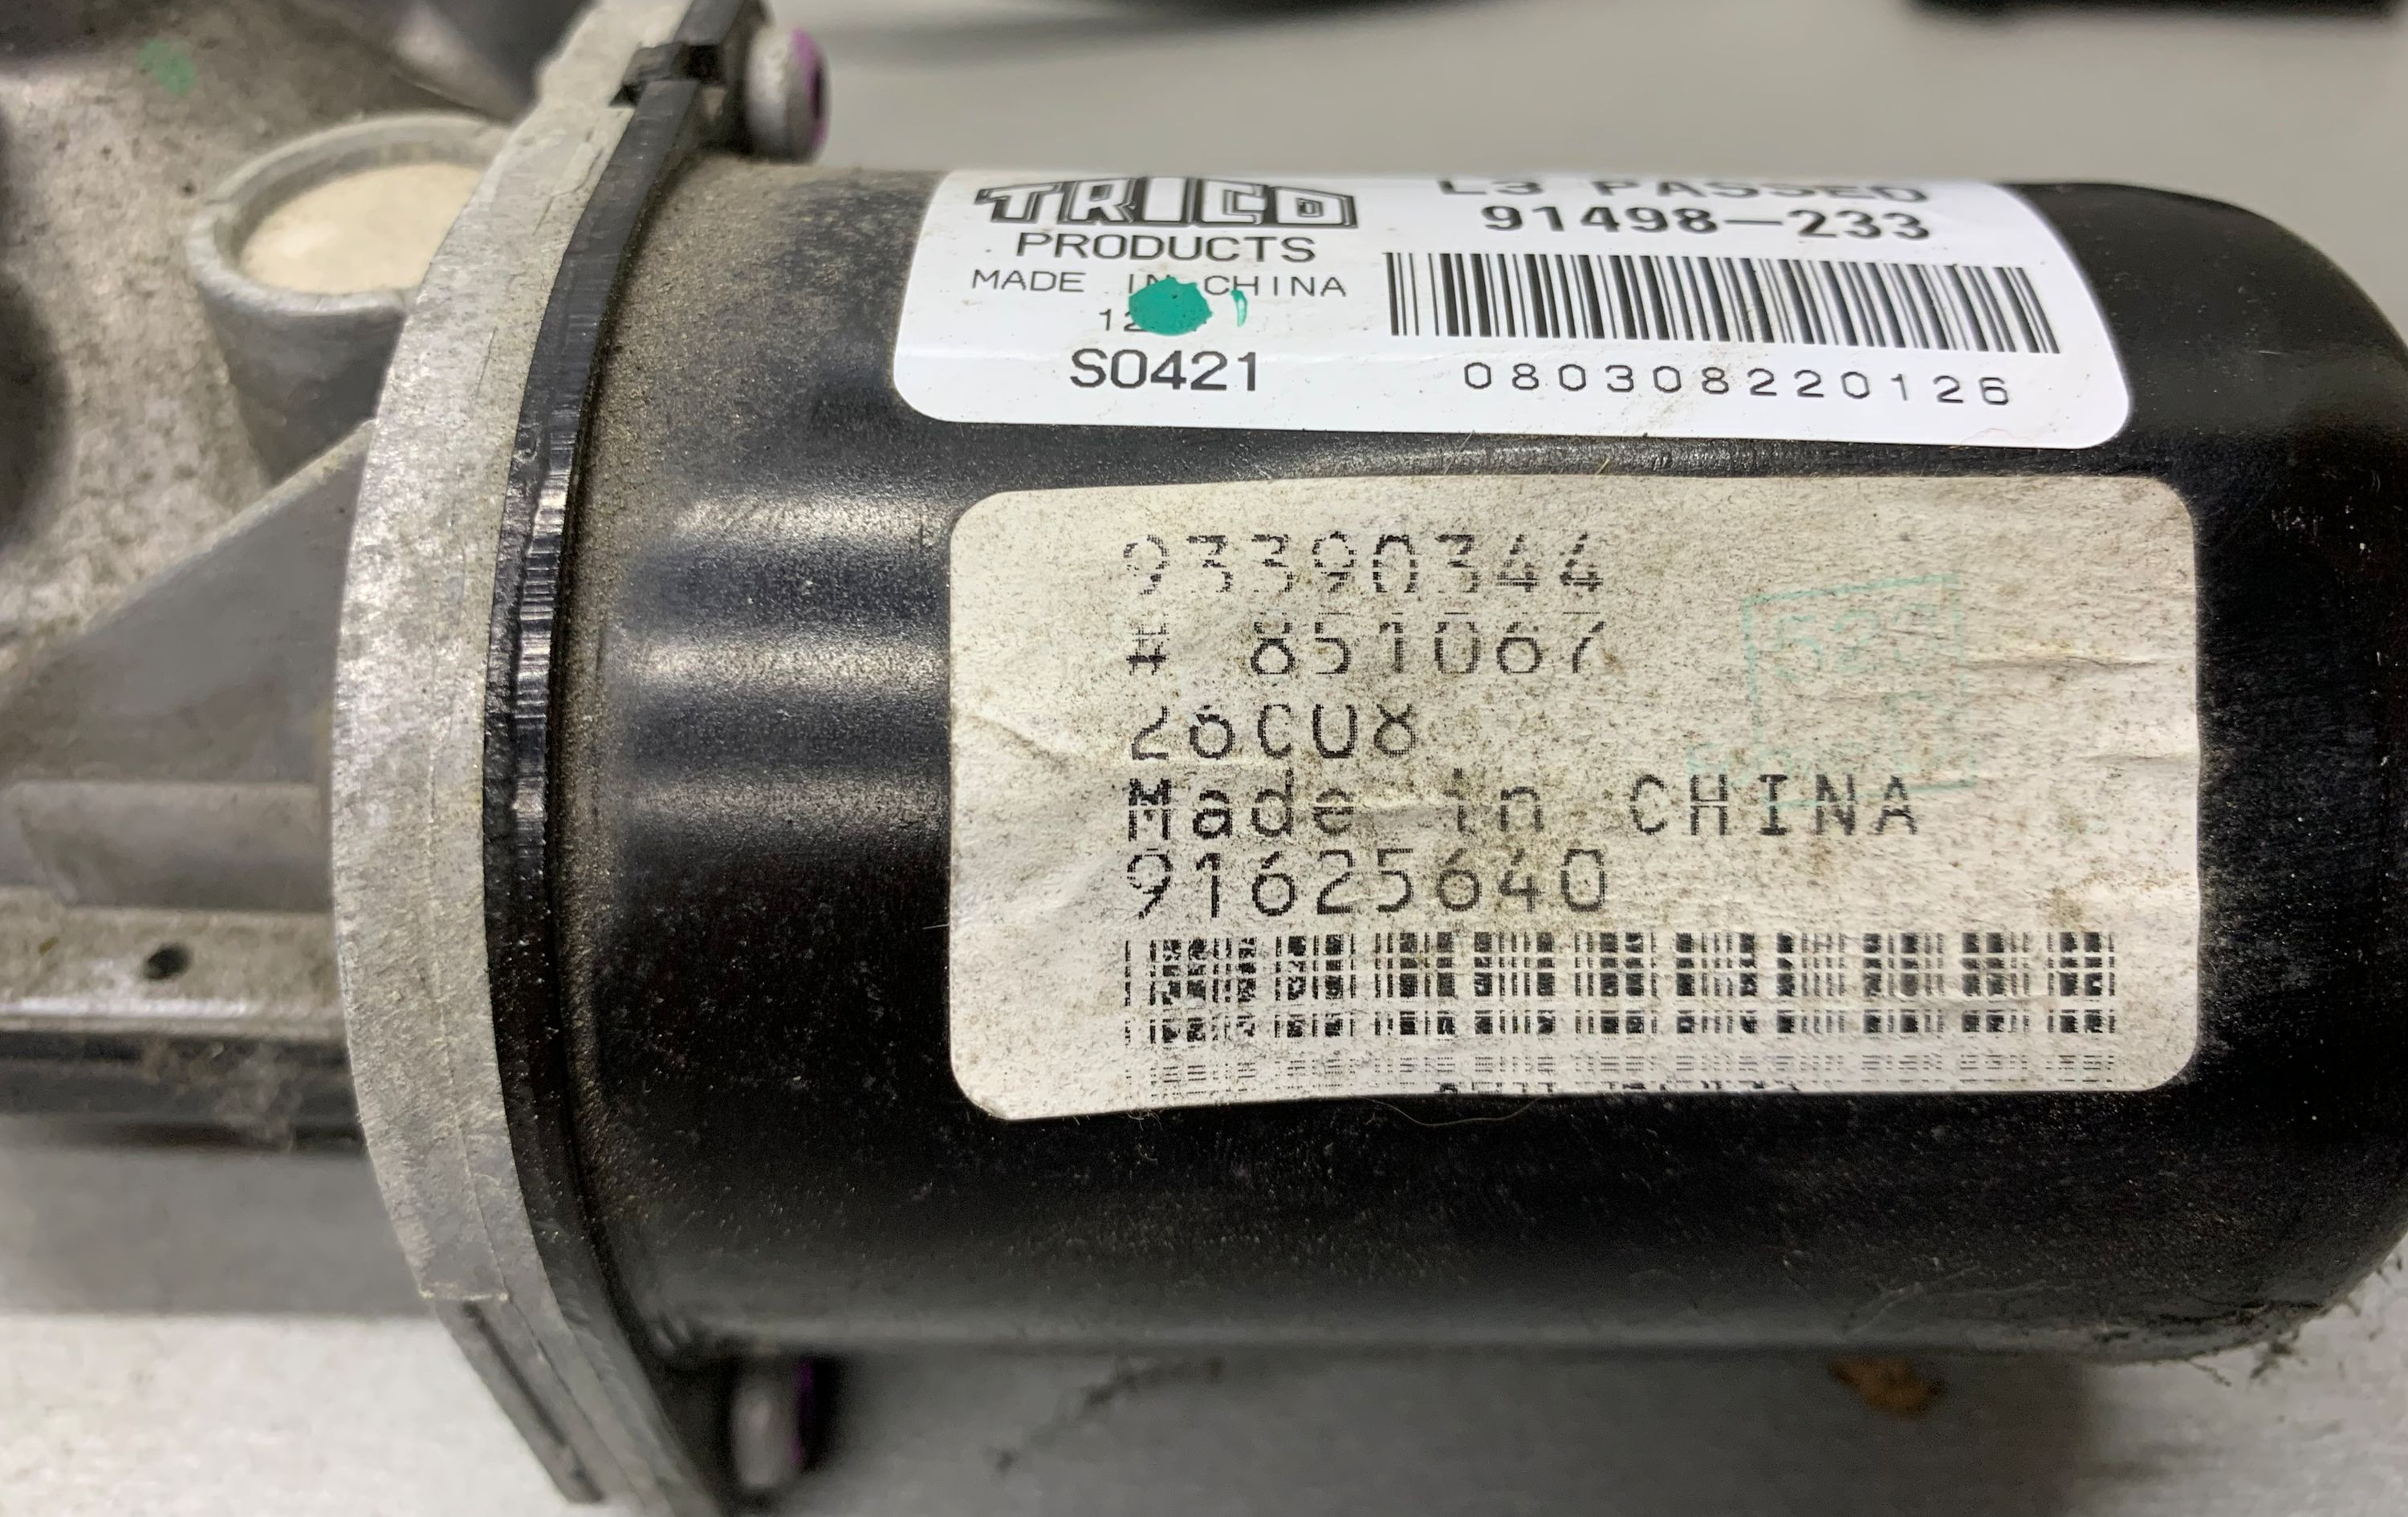 TRICO
PRODUCTS
MADE IN CHINA
S0421
L3 PASSED
91498-233
080308220126
93390344
# 851067
26C08
Made in CHINA
91625640